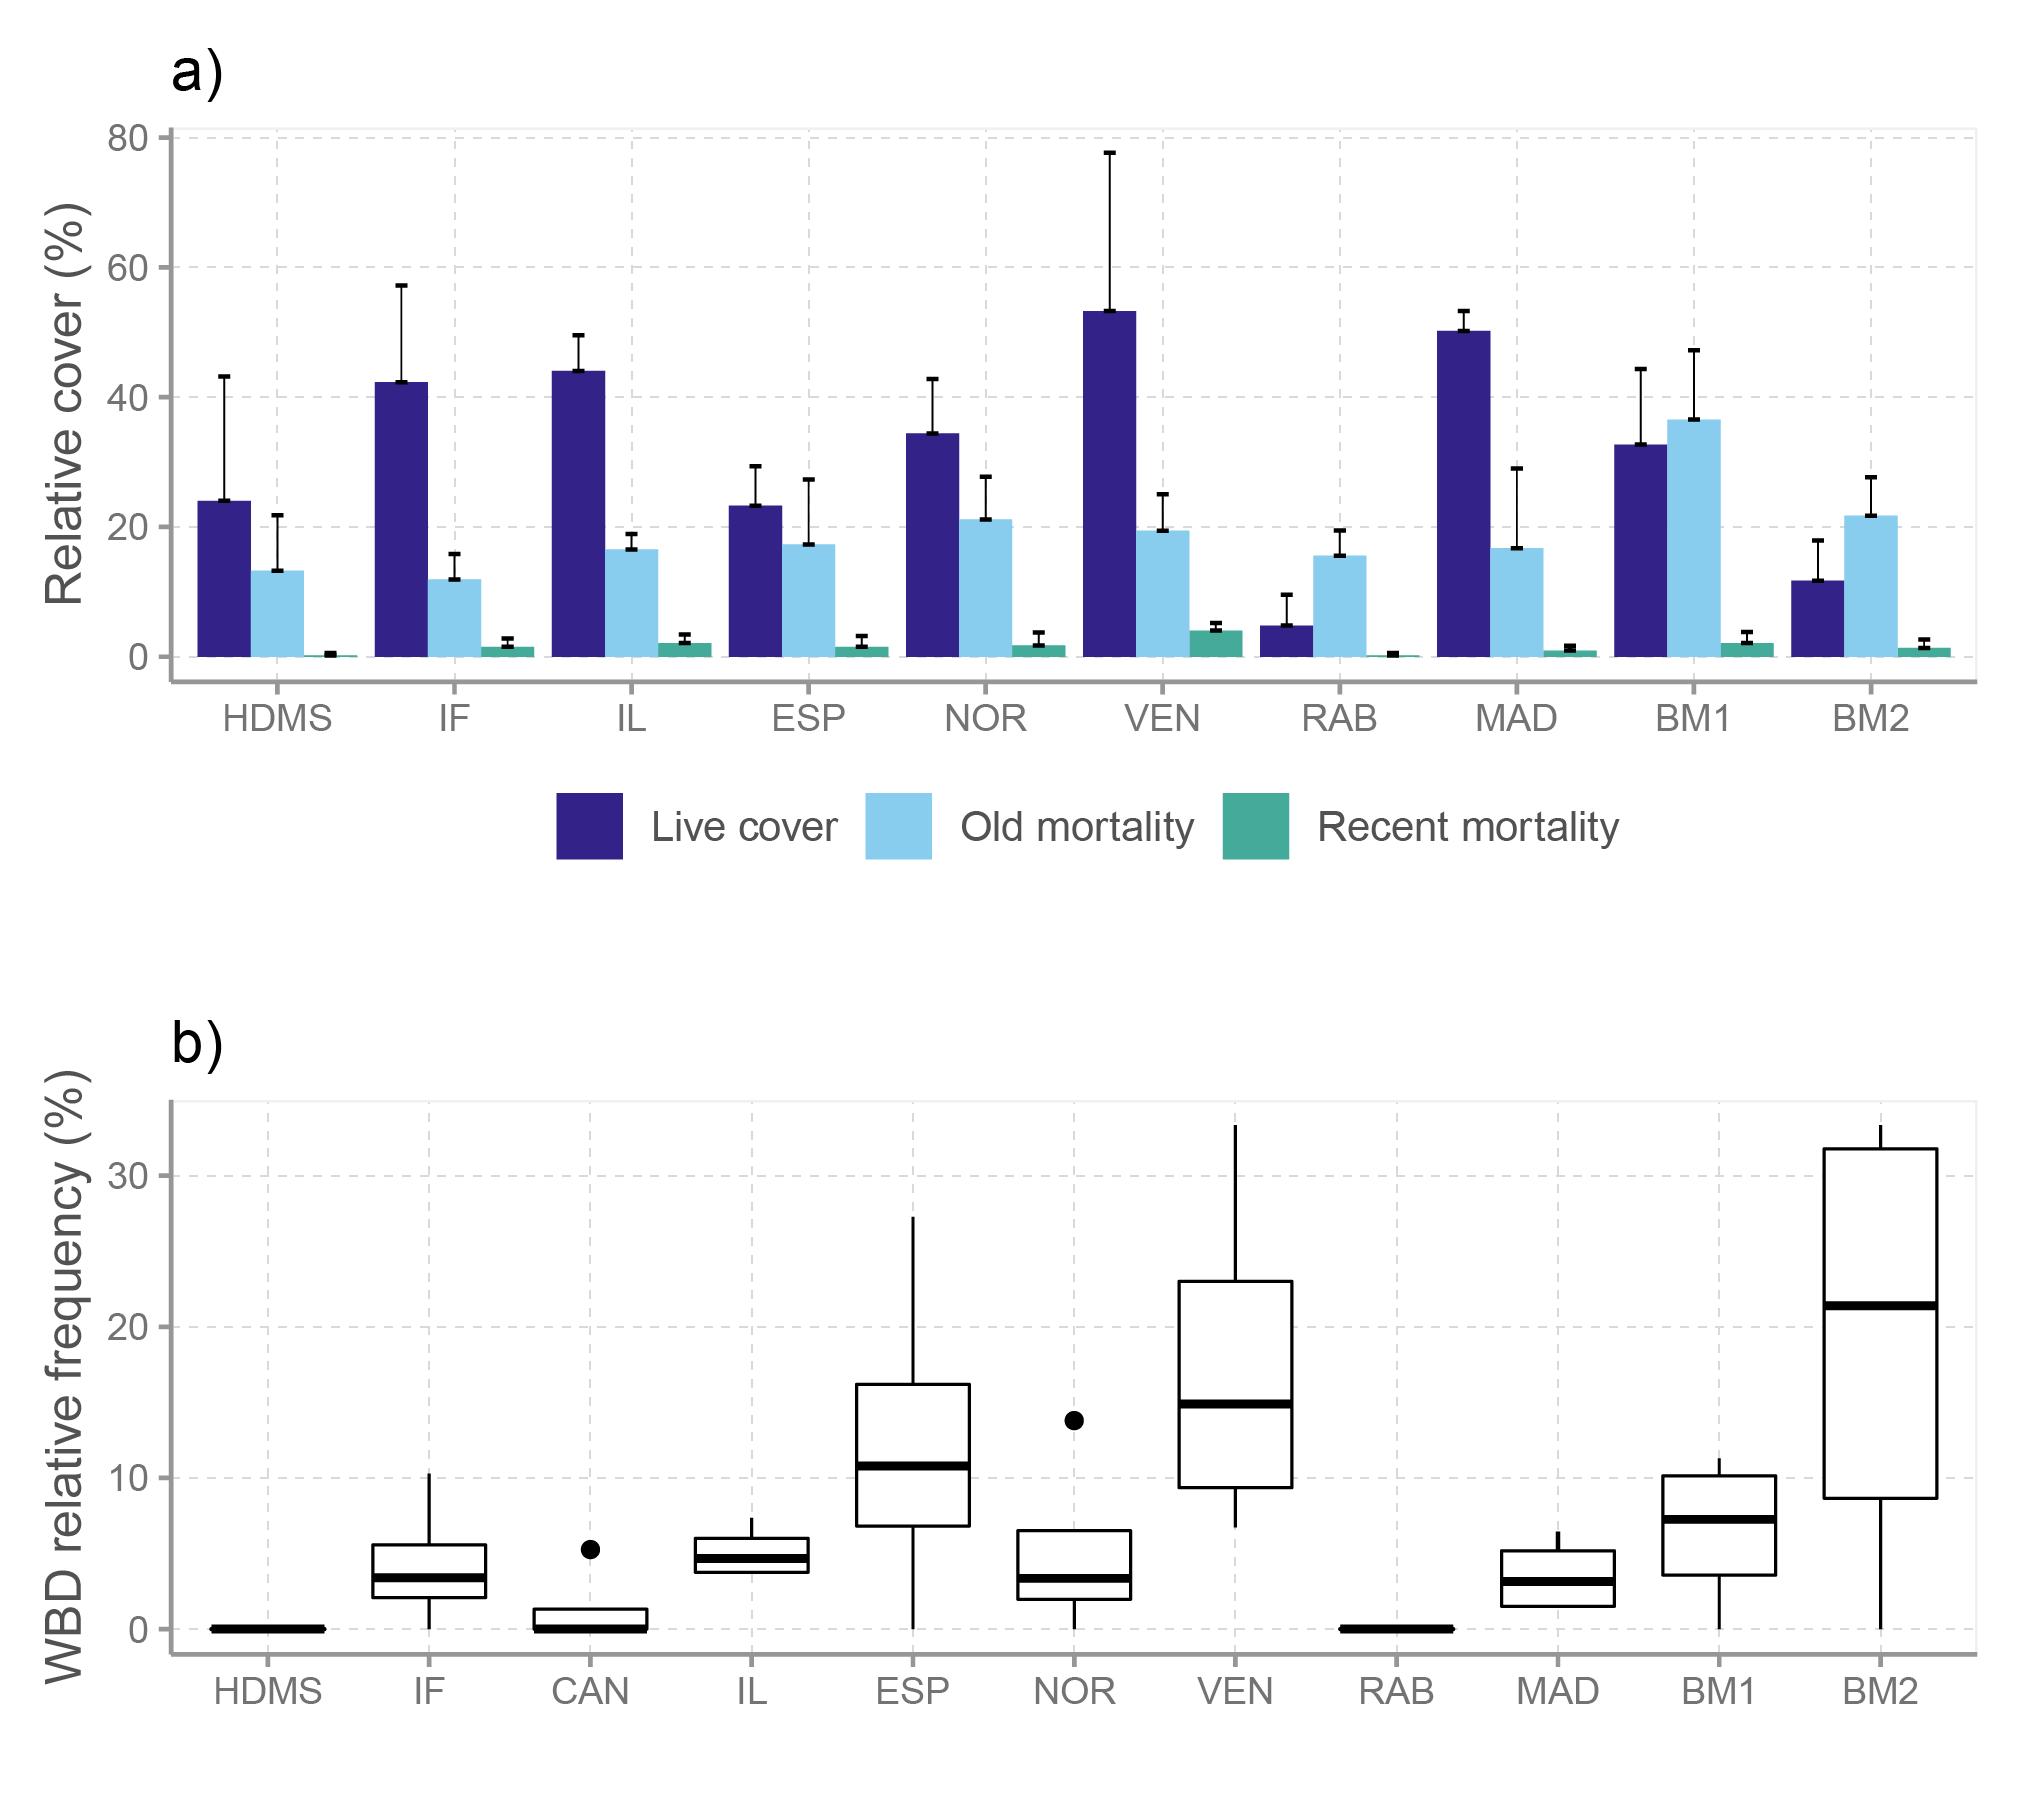 a)
Relative cover (%)
80
60
40
20
0
HDMS IF IL ESP NOR VEN RAB MAD BM1 BM2
Live cover Old mortality Recent mortality
b)
WBD relative frequency (%)
30
20
10
0
HDMS IF CAN IL ESP NOR VEN RAB MAD BM1 BM2